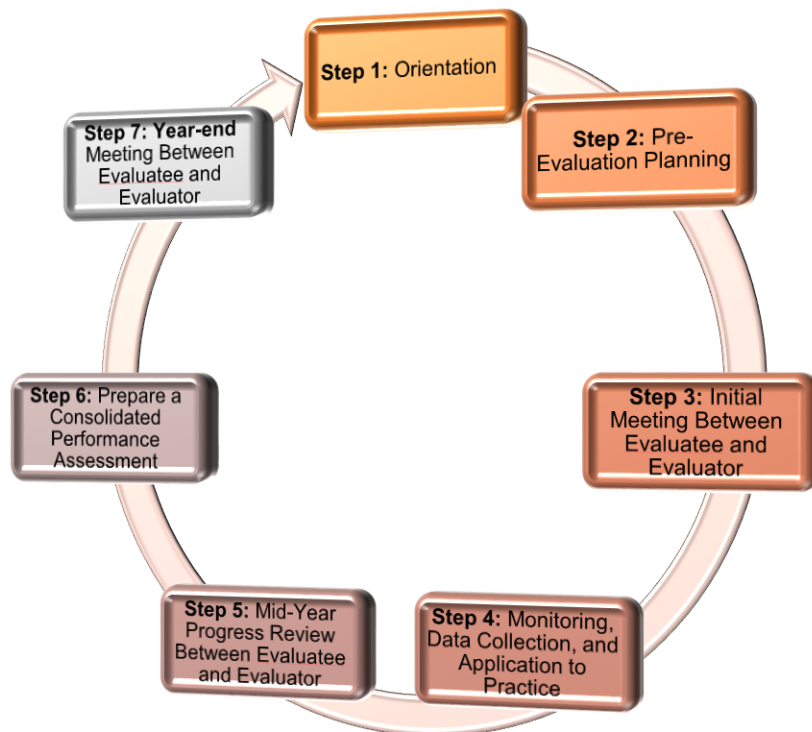 Step 1: Orientation
Step 2: Pre-
Evaluation Planning
Step 3: Initial
Meeting Between
Evaluatee and
Evaluator
Step 4: Monitoring,
Data Collection, and
Application to
Practice
Step 5: Mid-Year
Progress Review
Between Evaluatee
and Evaluator
Step 6: Prepare a
Consolidated
Performance
Assessment
Step 7: Year-end
Meeting Between
Evaluatee and
Evaluator